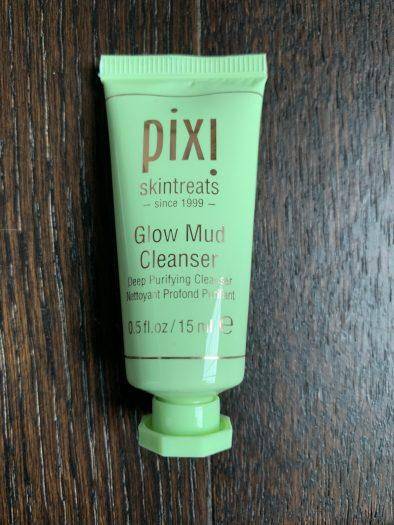 pixi
skintreats
– since 1999 –
Glow Mud
Cleanser
Deep Purifying Cleanser
Nettoyant Profond Purifiant
0.5 fl.oz/15 ml ℮